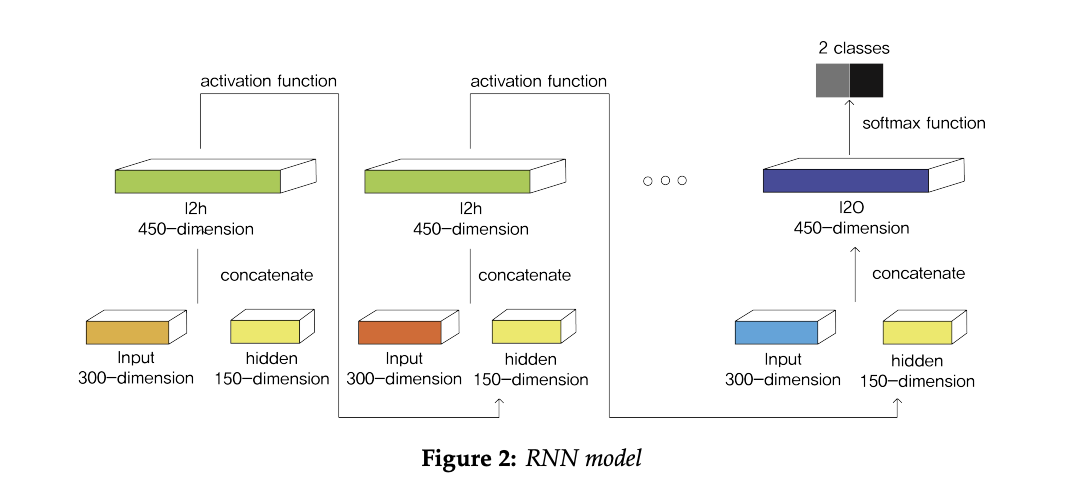 2 classes
activation function
activation function
softmax function
I2h
450-dimension
I2h
450-dimension
I2O
450-dimension
concatenate
concatenate
concatenate
Input
300-dimension
hidden
150-dimension
Input
300-dimension
hidden
150-dimension
Input
300-dimension
hidden
150-dimension
Figure 2: RNN model